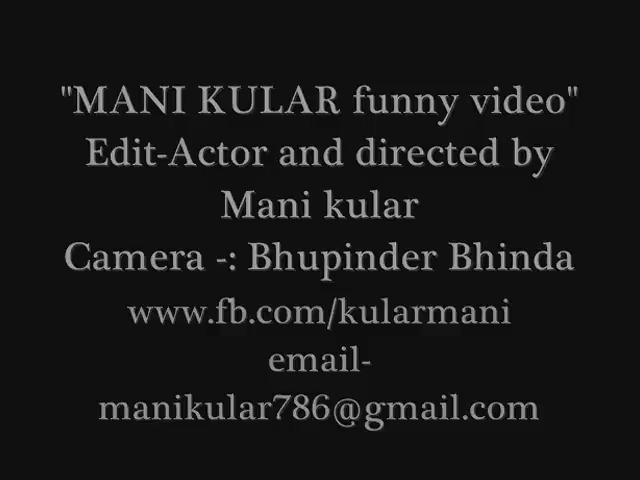 "MANI KULAR funny video"
Edit-Actor and directed by
Mani kular
Camera -: Bhupinder Bhinda
www.fb.com/kularmani
email-
manikular786@gmail.com